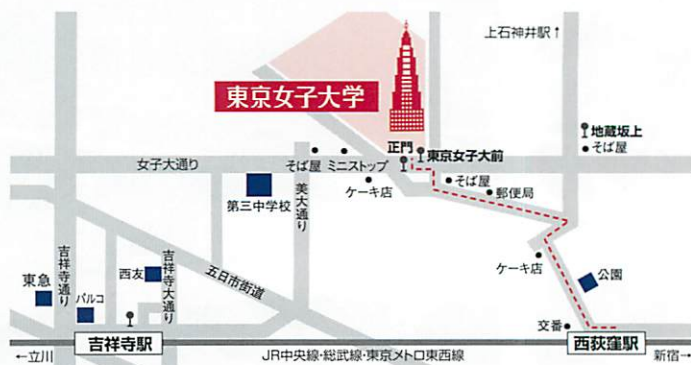 上石神井駅↑
東京女子大学
地蔵坂上
そば屋
正門
東京女子大前
女子大通り
そば屋
ミニストップ
ケーキ店
そば屋
郵便局
第三中学校
美大通り
吉祥寺通り
東急
パルコ
西友
吉祥寺大通り
五日市街道
ケーキ店
公園
交番
吉祥寺駅
西荻窪駅
←立川
JR中央線・総武線・東京メトロ東西線
新宿→